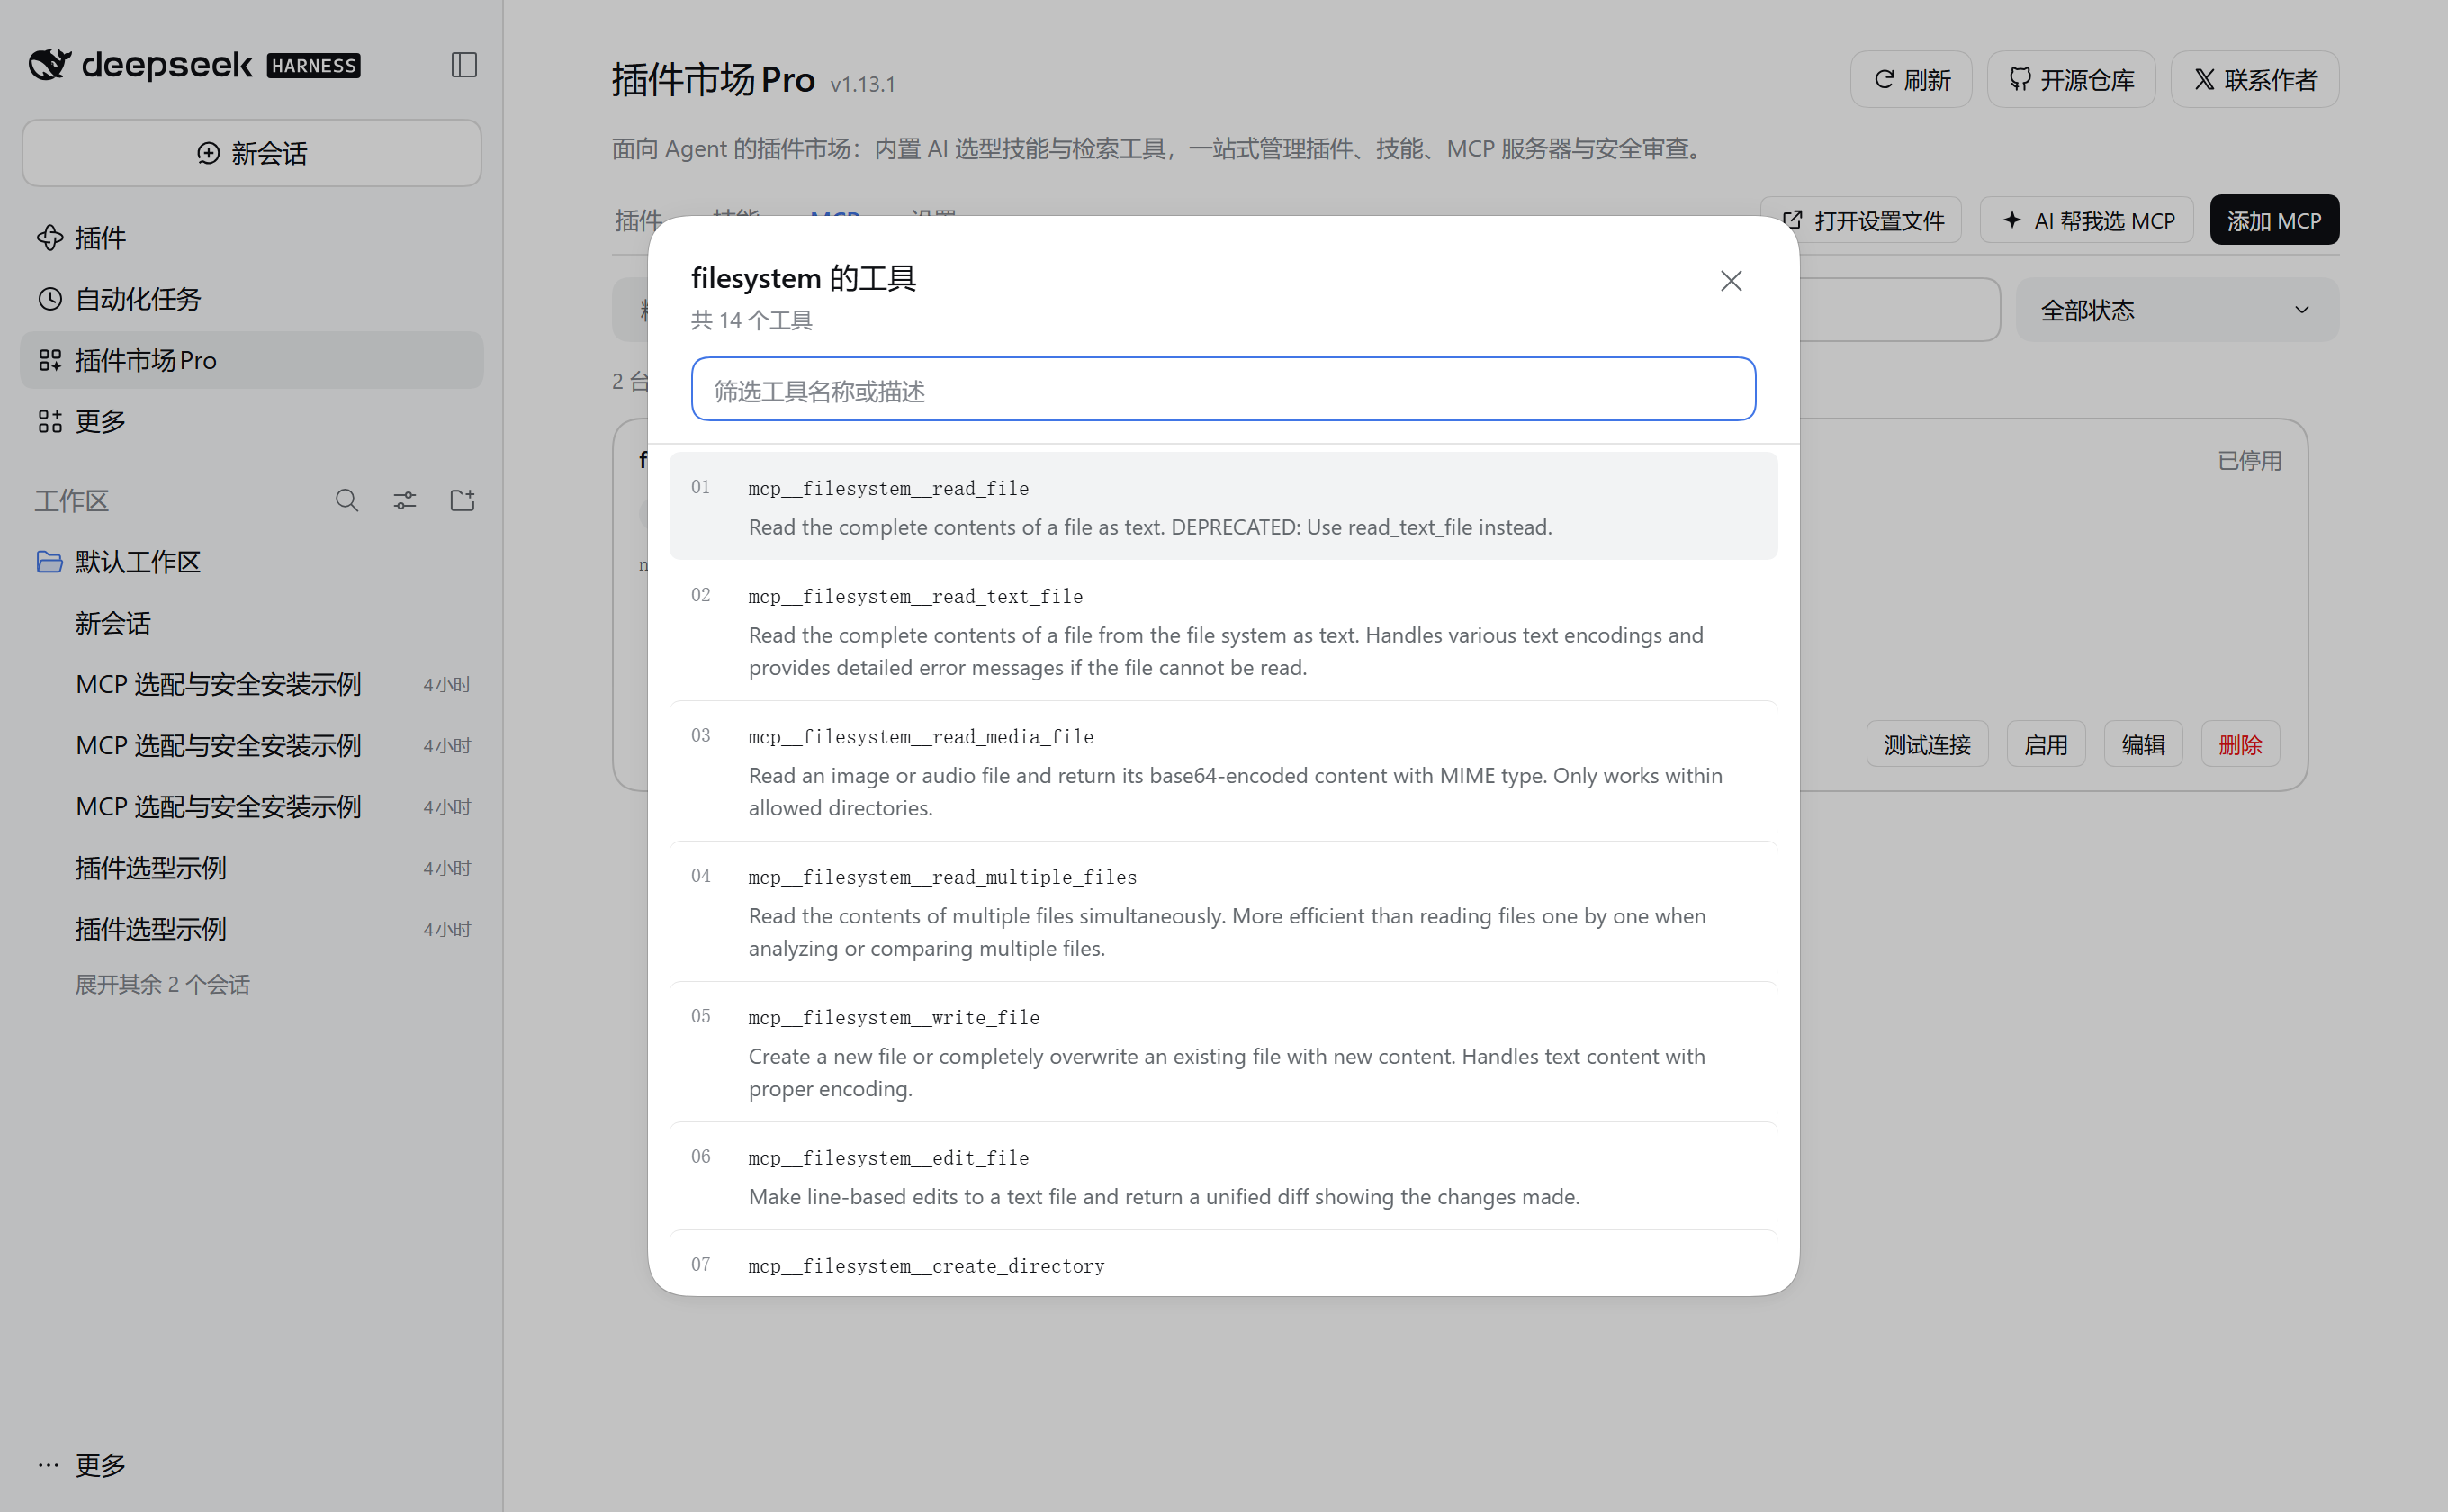 deepseek HARNESS
新会话
插件
自动化任务
插件市场Pro
更多
工作区
默认工作区
新会话
MCP 选配与安全安装示例 4小时
MCP 选配与安全安装示例 4小时
MCP 选配与安全安装示例 4小时
插件选型示例 4小时
插件选型示例 4小时
展开其余 2 个会话
更多
插件市场Pro v1.13.1
刷新
开源仓库
联系作者
面向 Agent 的插件市场：内置 AI 选型技能与检索工具，一站式管理插件、技能、MCP 服务器与安全审查。
插件 技能 MCP 设置
打开设置文件
AI 帮我选 MCP
添加 MCP
全部状态
2 台
已停用
测试连接
启用
编辑
删除
filesystem 的工具
共 14 个工具
筛选工具名称或描述
01 mcp__filesystem__read_file
Read the complete contents of a file as text. DEPRECATED: Use read_text_file instead.
02 mcp__filesystem__read_text_file
Read the complete contents of a file from the file system as text. Handles various text encodings and
provides detailed error messages if the file cannot be read.
03 mcp__filesystem__read_media_file
Read an image or audio file and return its base64-encoded content with MIME type. Only works within
allowed directories.
04 mcp__filesystem__read_multiple_files
Read the contents of multiple files simultaneously. More efficient than reading files one by one when
analyzing or comparing multiple files.
05 mcp__filesystem__write_file
Create a new file or completely overwrite an existing file with new content. Handles text content with
proper encoding.
06 mcp__filesystem__edit_file
Make line-based edits to a text file and return a unified diff showing the changes made.
07 mcp__filesystem__create_directory